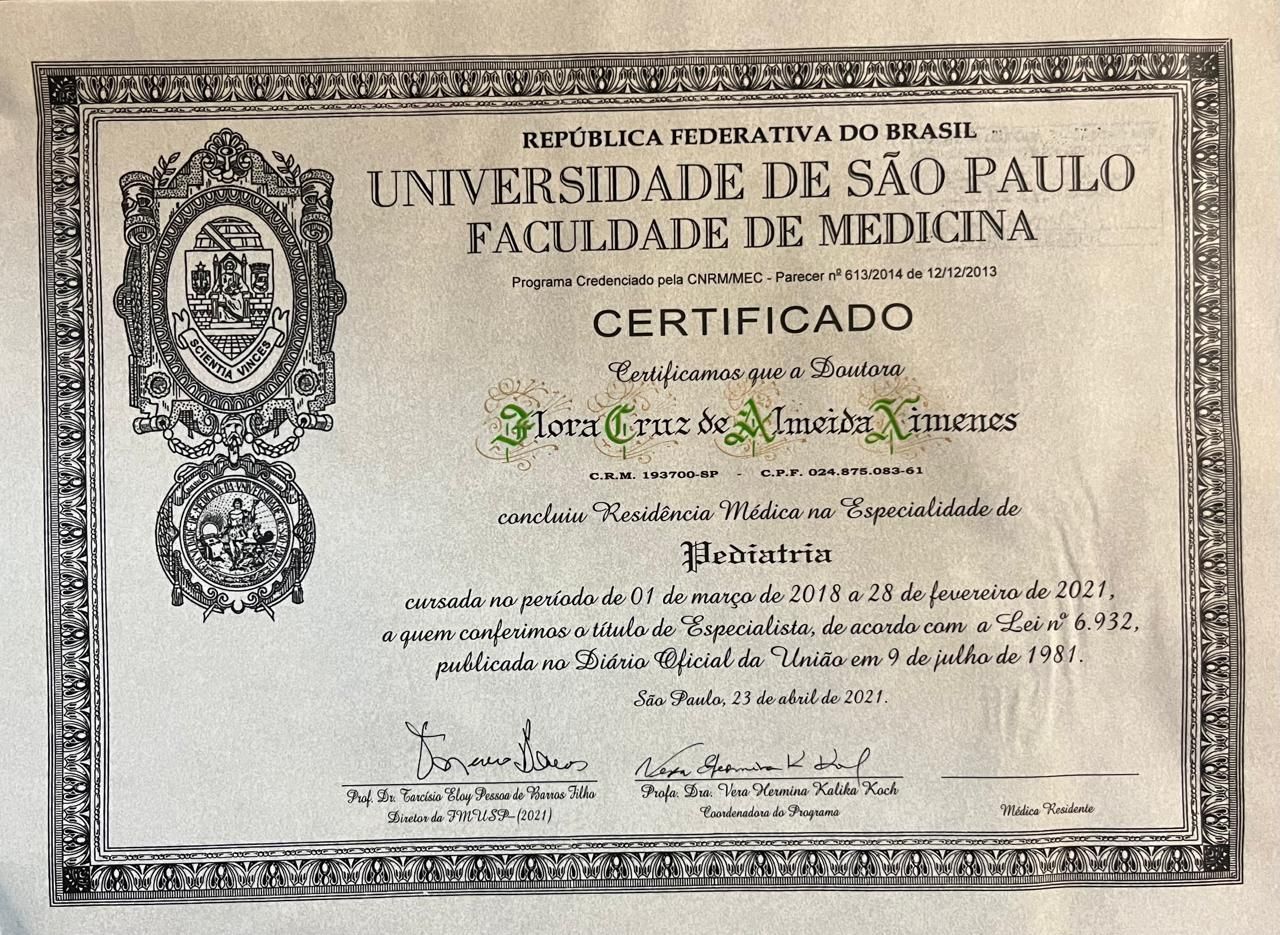 REPÚBLICA FEDERATIVA DO BRASIL
UNIVERSIDADE DE SÃO PAULO
FACULDADE DE MEDICINA
Programa Credenciado pela CNRM/MEC - Parecer nº 613/2014 de 12/12/2013
CERTIFICADO
Certificamos que a Doutora
Flora Cruz de Almeida Ximenes
C.R.M. 193700-SP - C.P.F. 024.875.083-61
concluiu Residência Médica na Especialidade de
Pediatria
cursada no período de 01 de março de 2018 a 28 de fevereiro de 2021,
a quem conferimos o título de Especialista, de acordo com a Lei nº 6.932,
publicada no Diário Oficial da União em 9 de julho de 1981.
São Paulo, 23 de abril de 2021.
Prof. Dr. Tarcísio Eloy Pessoa de Barros Filho
Diretor da FMUSP-(2021)
Profa. Dra. Vera Hermina Kalika Koch
Coordenadora do Programa
Médica Residente
SCIENTIA VINCES